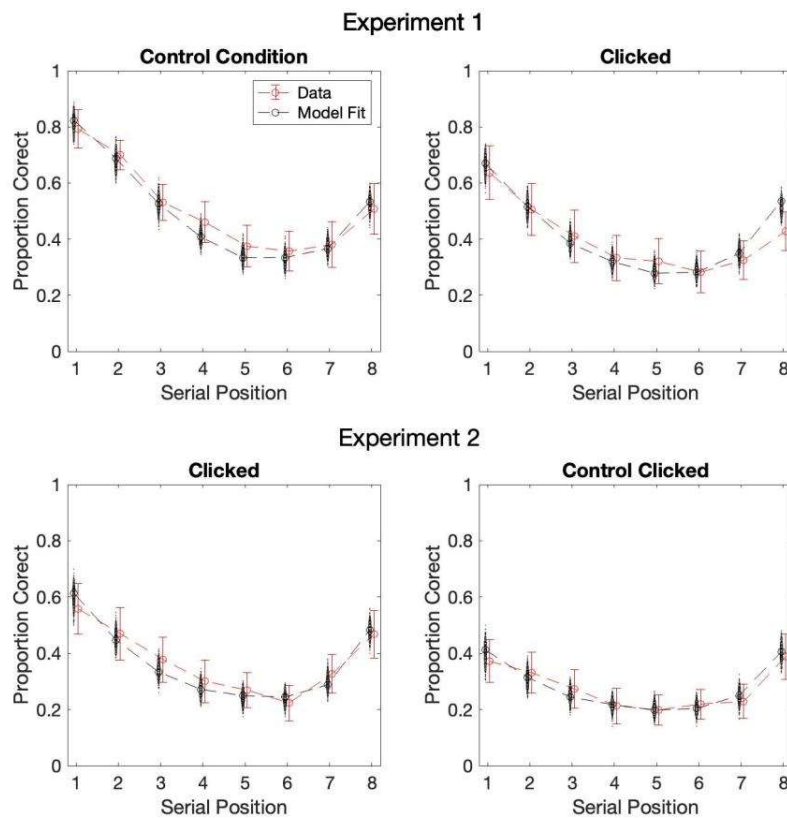 Experiment 1
Control Condition
Proportion Corect
1
0.8
0.6
0.4
0.2
0
1 2 3 4 5 6 7 8
Serial Position
Data
Model Fit
Clicked
Proportion Corect
1
0.8
0.6
0.4
0.2
0
1 2 3 4 5 6 7 8
Serial Position
Experiment 2
Clicked
Proportion Corect
1
0.8
0.6
0.4
0.2
0
1 2 3 4 5 6 7 8
Serial Position
Control Clicked
Proportion Corect
1
0.8
0.6
0.4
0.2
0
1 2 3 4 5 6 7 8
Serial Position